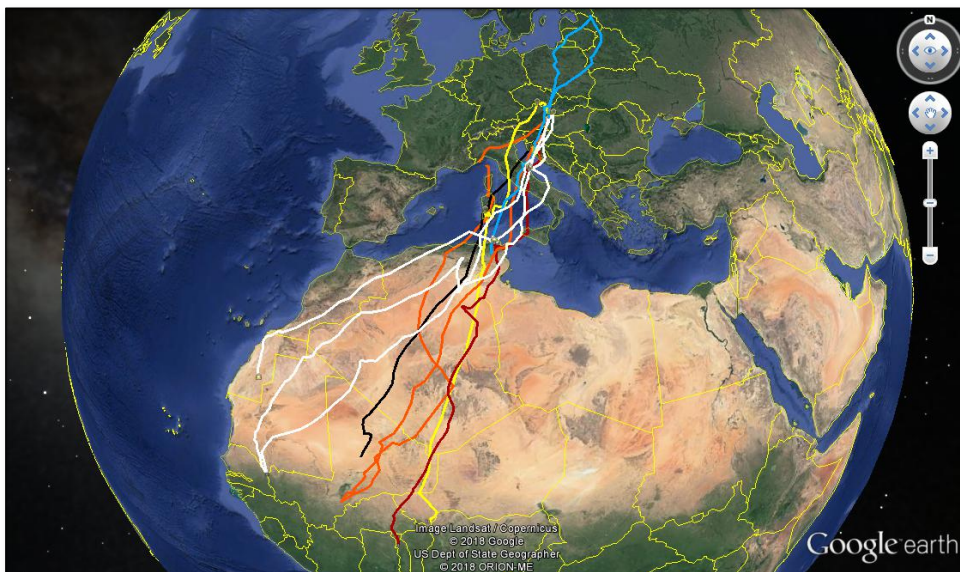 N
Image Landsat / Copernicus
© 2018 Google
US Dept of State Geographer
© 2018 ORION-ME
Google earth